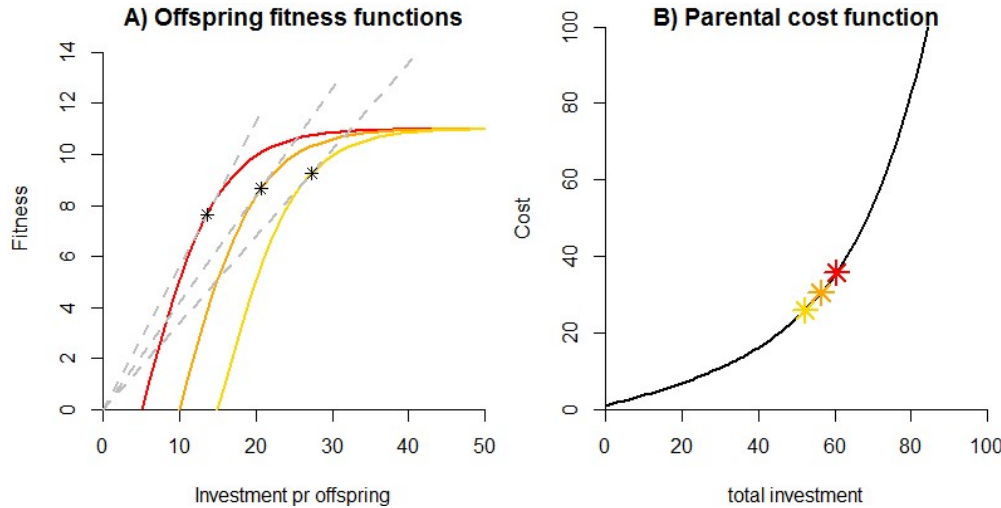 A) Offspring fitness functions
14
12
10
8
6
4
2
0
Fitness
0 10 20 30 40 50
Investment pr offspring
B) Parental cost function
100
80
60
40
20
0
Cost
0 20 40 60 80 100
total investment